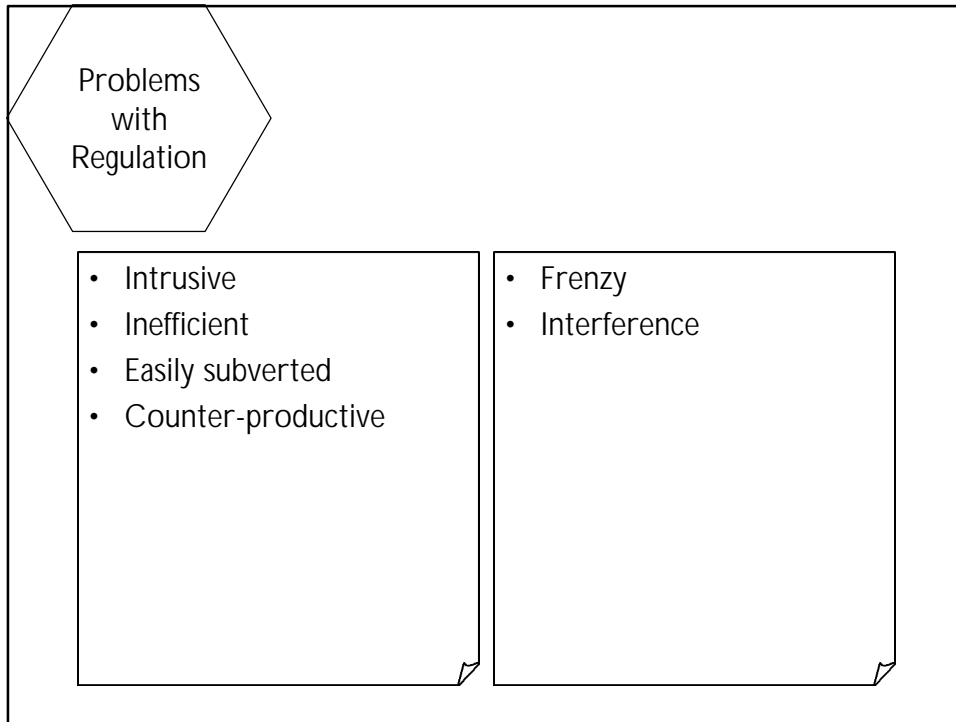 Problems
with
Regulation
• Intrusive
• Inefficient
• Easily subverted
• Counter-productive
• Frenzy
• Interference